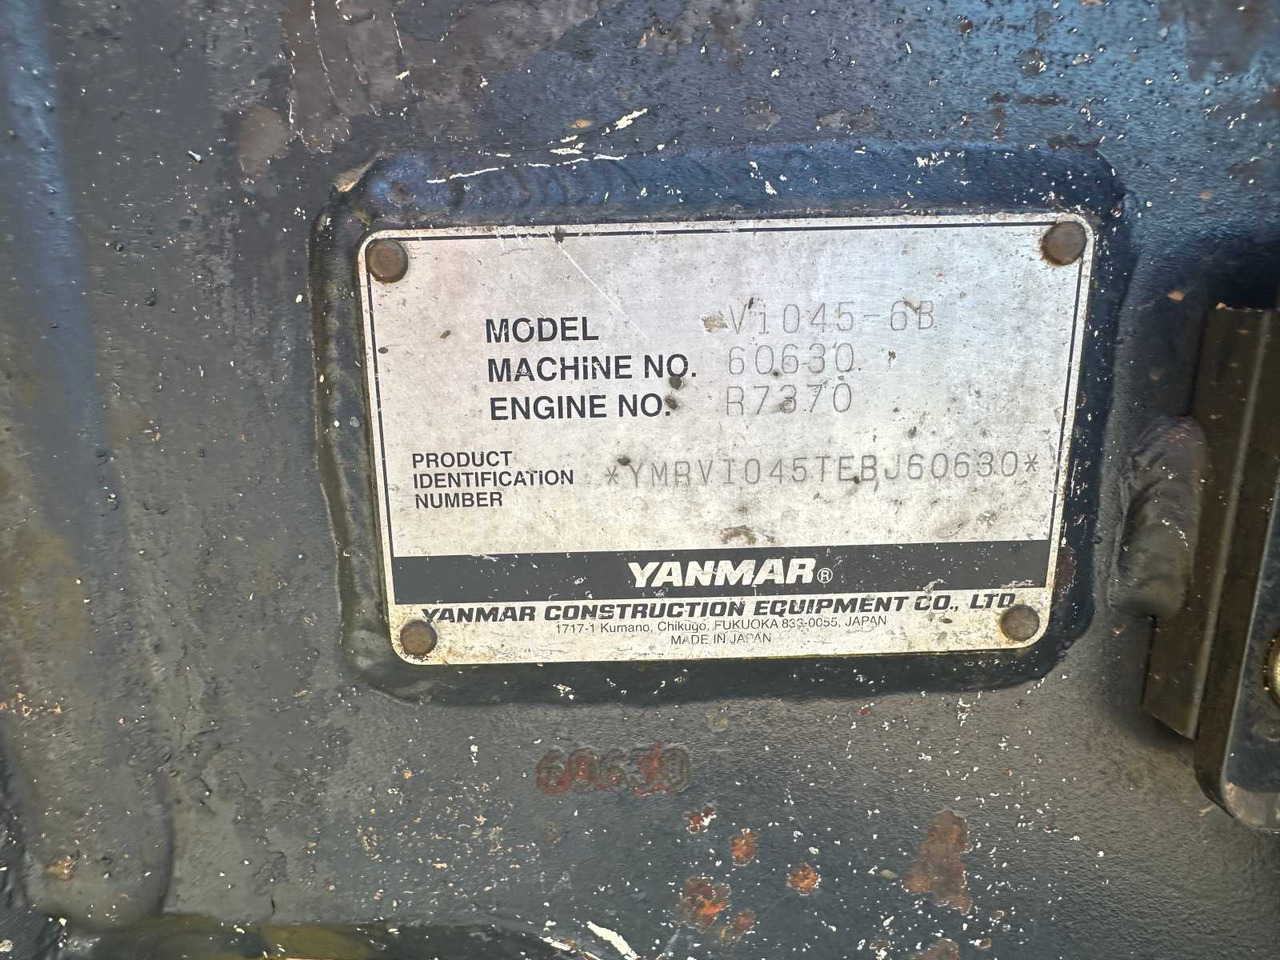 MODEL ViO45-6B
MACHINE NO. 60630
ENGINE NO. R7370
PRODUCT
IDENTIFICATION *YMRVIO45TEBJ60630*
NUMBER
YANMAR®
YANMAR CONSTRUCTION EQUIPMENT CO., LTD.
1717-1 Kumano, Chikugo, FUKUOKA 833-0055, JAPAN
MADE IN JAPAN
60630